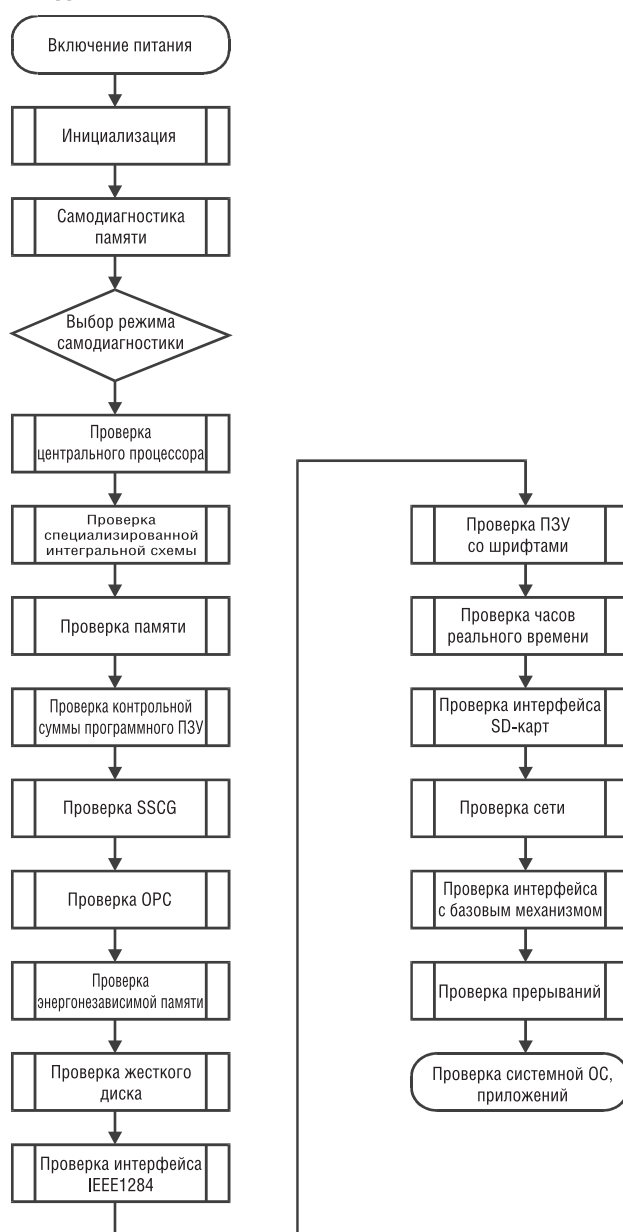 Включение питания
Инициализация
Самодиагностика
памяти
Выбор режима
самодиагностики
Проверка
центрального процессора
Проверка
специализированной
интегральной схемы
Проверка памяти
Проверка контрольной
суммы программного ПЗУ
Проверка SSCG
Проверка OPC
Проверка
энергонезависимой памяти
Проверка жесткого
диска
Проверка интерфейса
IEEE1284
Проверка ПЗУ
со шрифтами
Проверка часов
реального времени
Проверка интерфейса
SD-карт
Проверка сети
Проверка интерфейса
с базовым механизмом
Проверка прерываний
Проверка системной ОС,
приложений